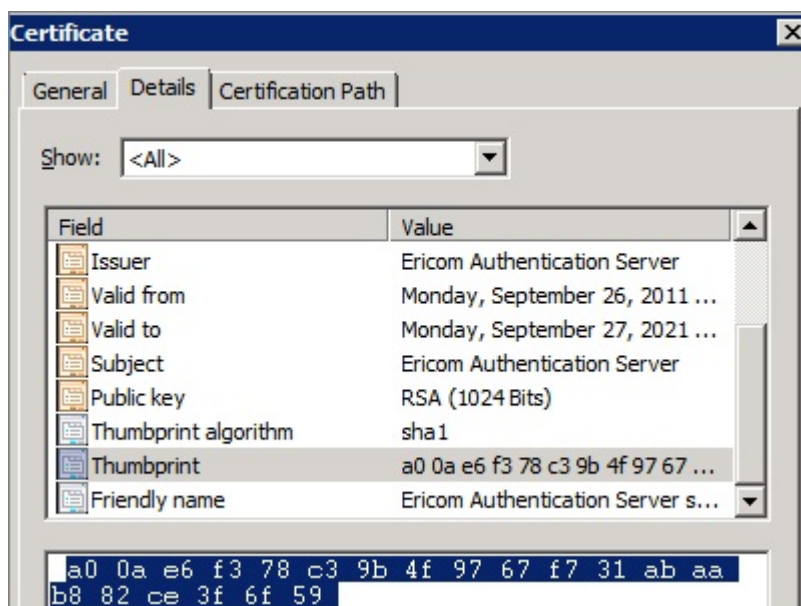 Certificate
General Details Certification Path
Show: <All>
Field Value
Issuer Ericom Authentication Server
Valid from Monday, September 26, 2011 ...
Valid to Monday, September 27, 2021 ...
Subject Ericom Authentication Server
Public key RSA (1024 Bits)
Thumbprint algorithm sha1
Thumbprint a0 0a e6 f3 78 c3 9b 4f 97 67 ...
Friendly name Ericom Authentication Server s...
a0 0a e6 f3 78 c3 9b 4f 97 67 f7 31 ab aa
b8 82 ce 3f 6f 59